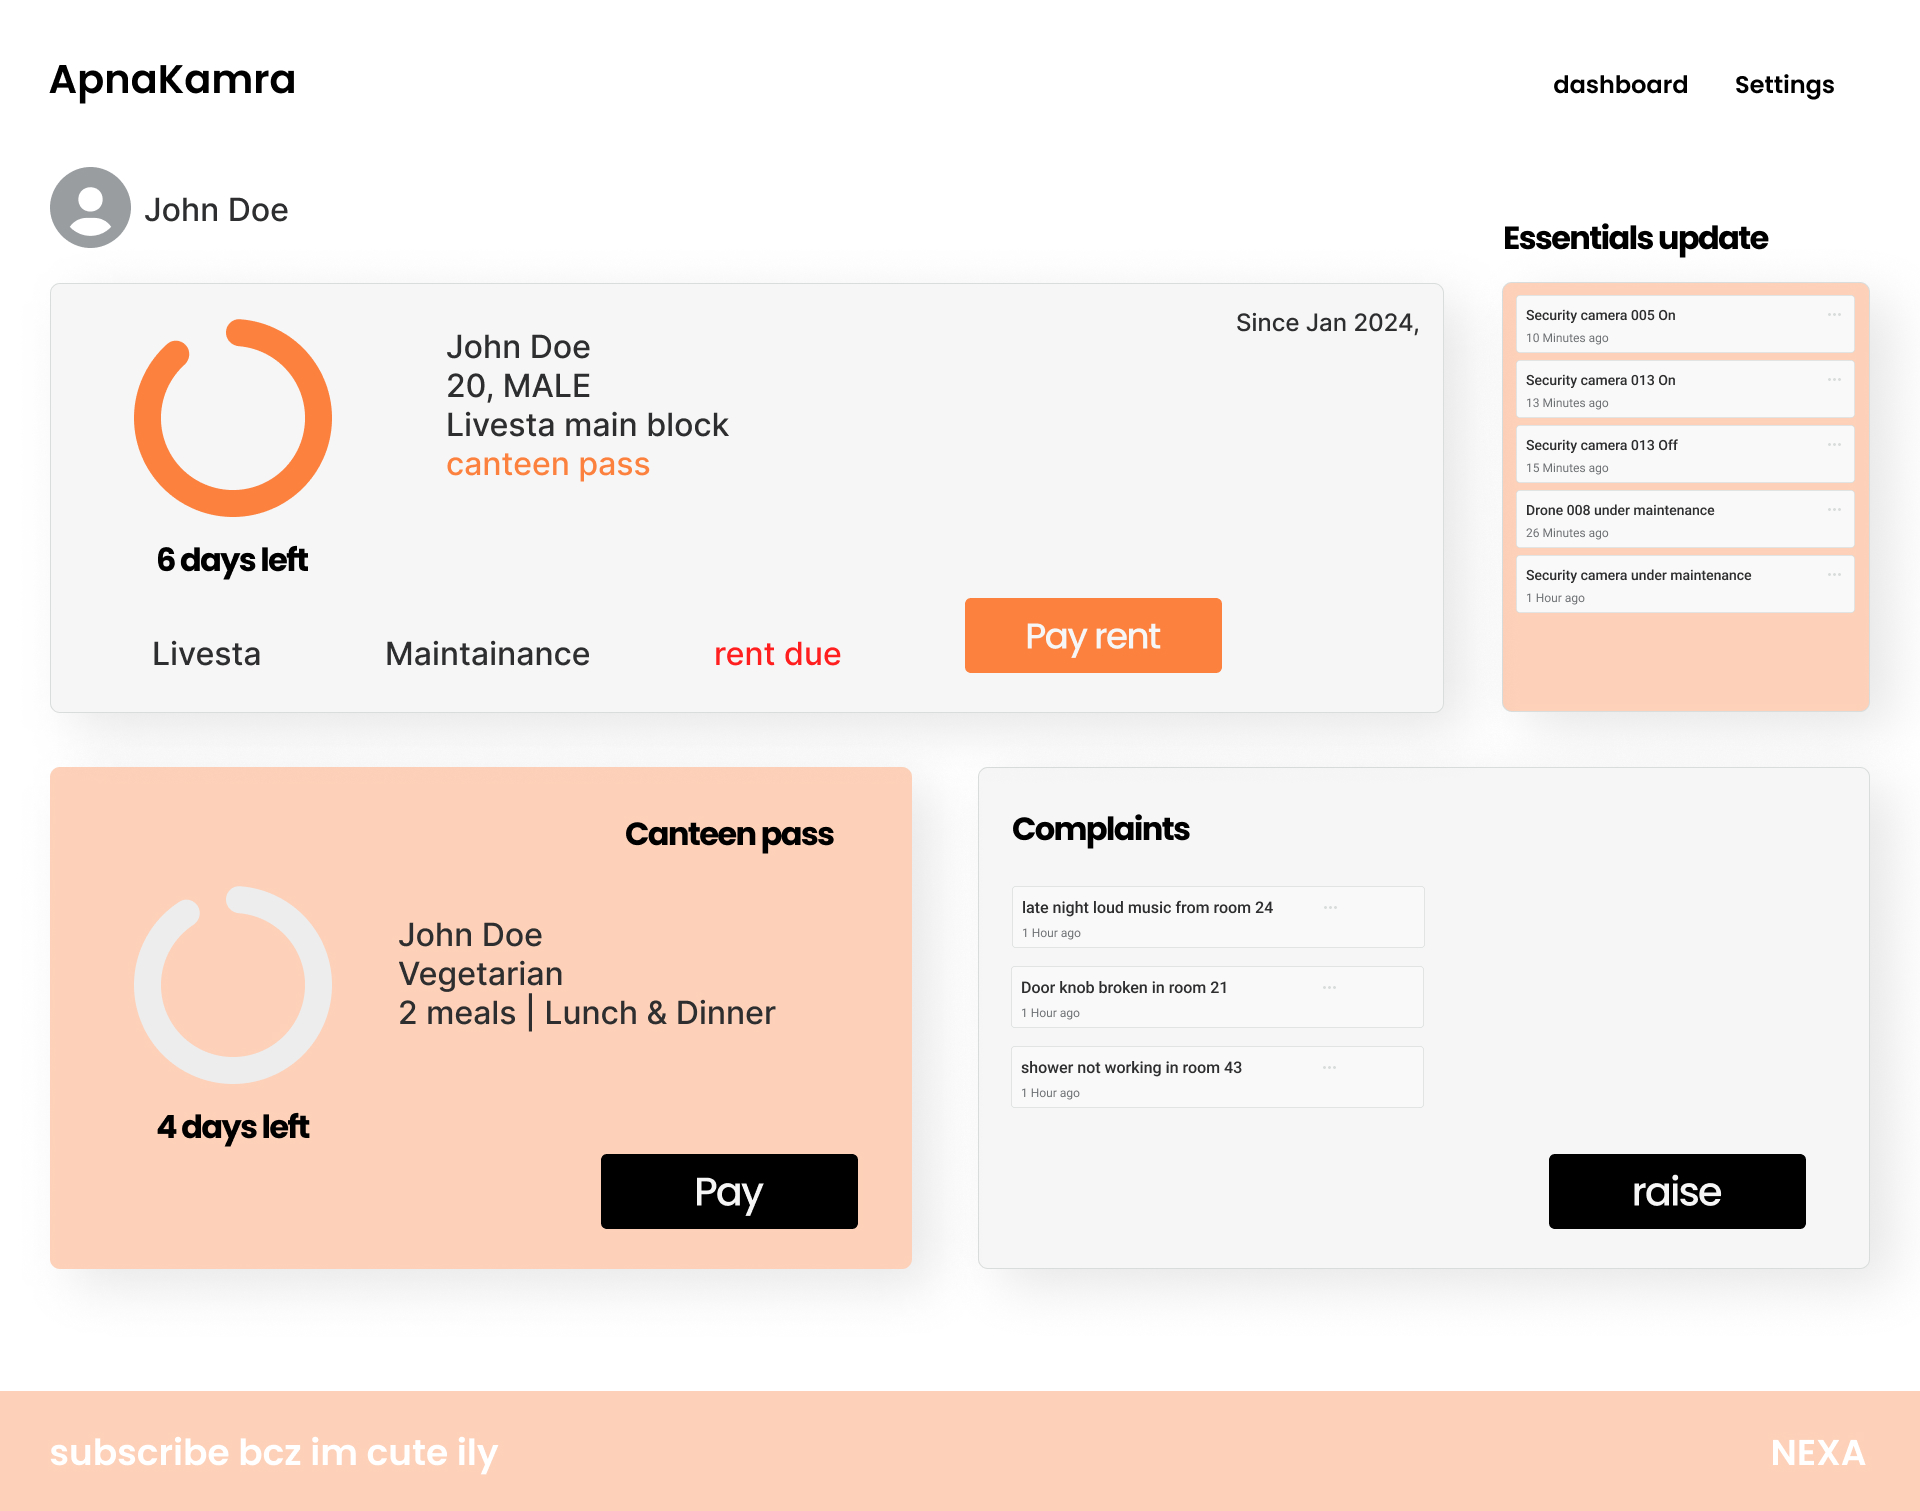 ApnaKamra
dashboard
Settings
John Doe
Since Jan 2024,
John Doe
20, MALE
Livesta main block
canteen pass
6 days left
Livesta
Maintainance
rent due
Pay rent
Essentials update
Security camera 005 On
10 Minutes ago
Security camera 013 On
13 Minutes ago
Security camera 013 Off
15 Minutes ago
Drone 008 under maintenance
26 Minutes ago
Security camera under maintenance
1 Hour ago
Canteen pass
John Doe
Vegetarian
2 meals | Lunch & Dinner
4 days left
Pay
Complaints
late night loud music from room 24
1 Hour ago
Door knob broken in room 21
1 Hour ago
shower not working in room 43
1 Hour ago
raise
subscribe bcz im cute ily
NEXA